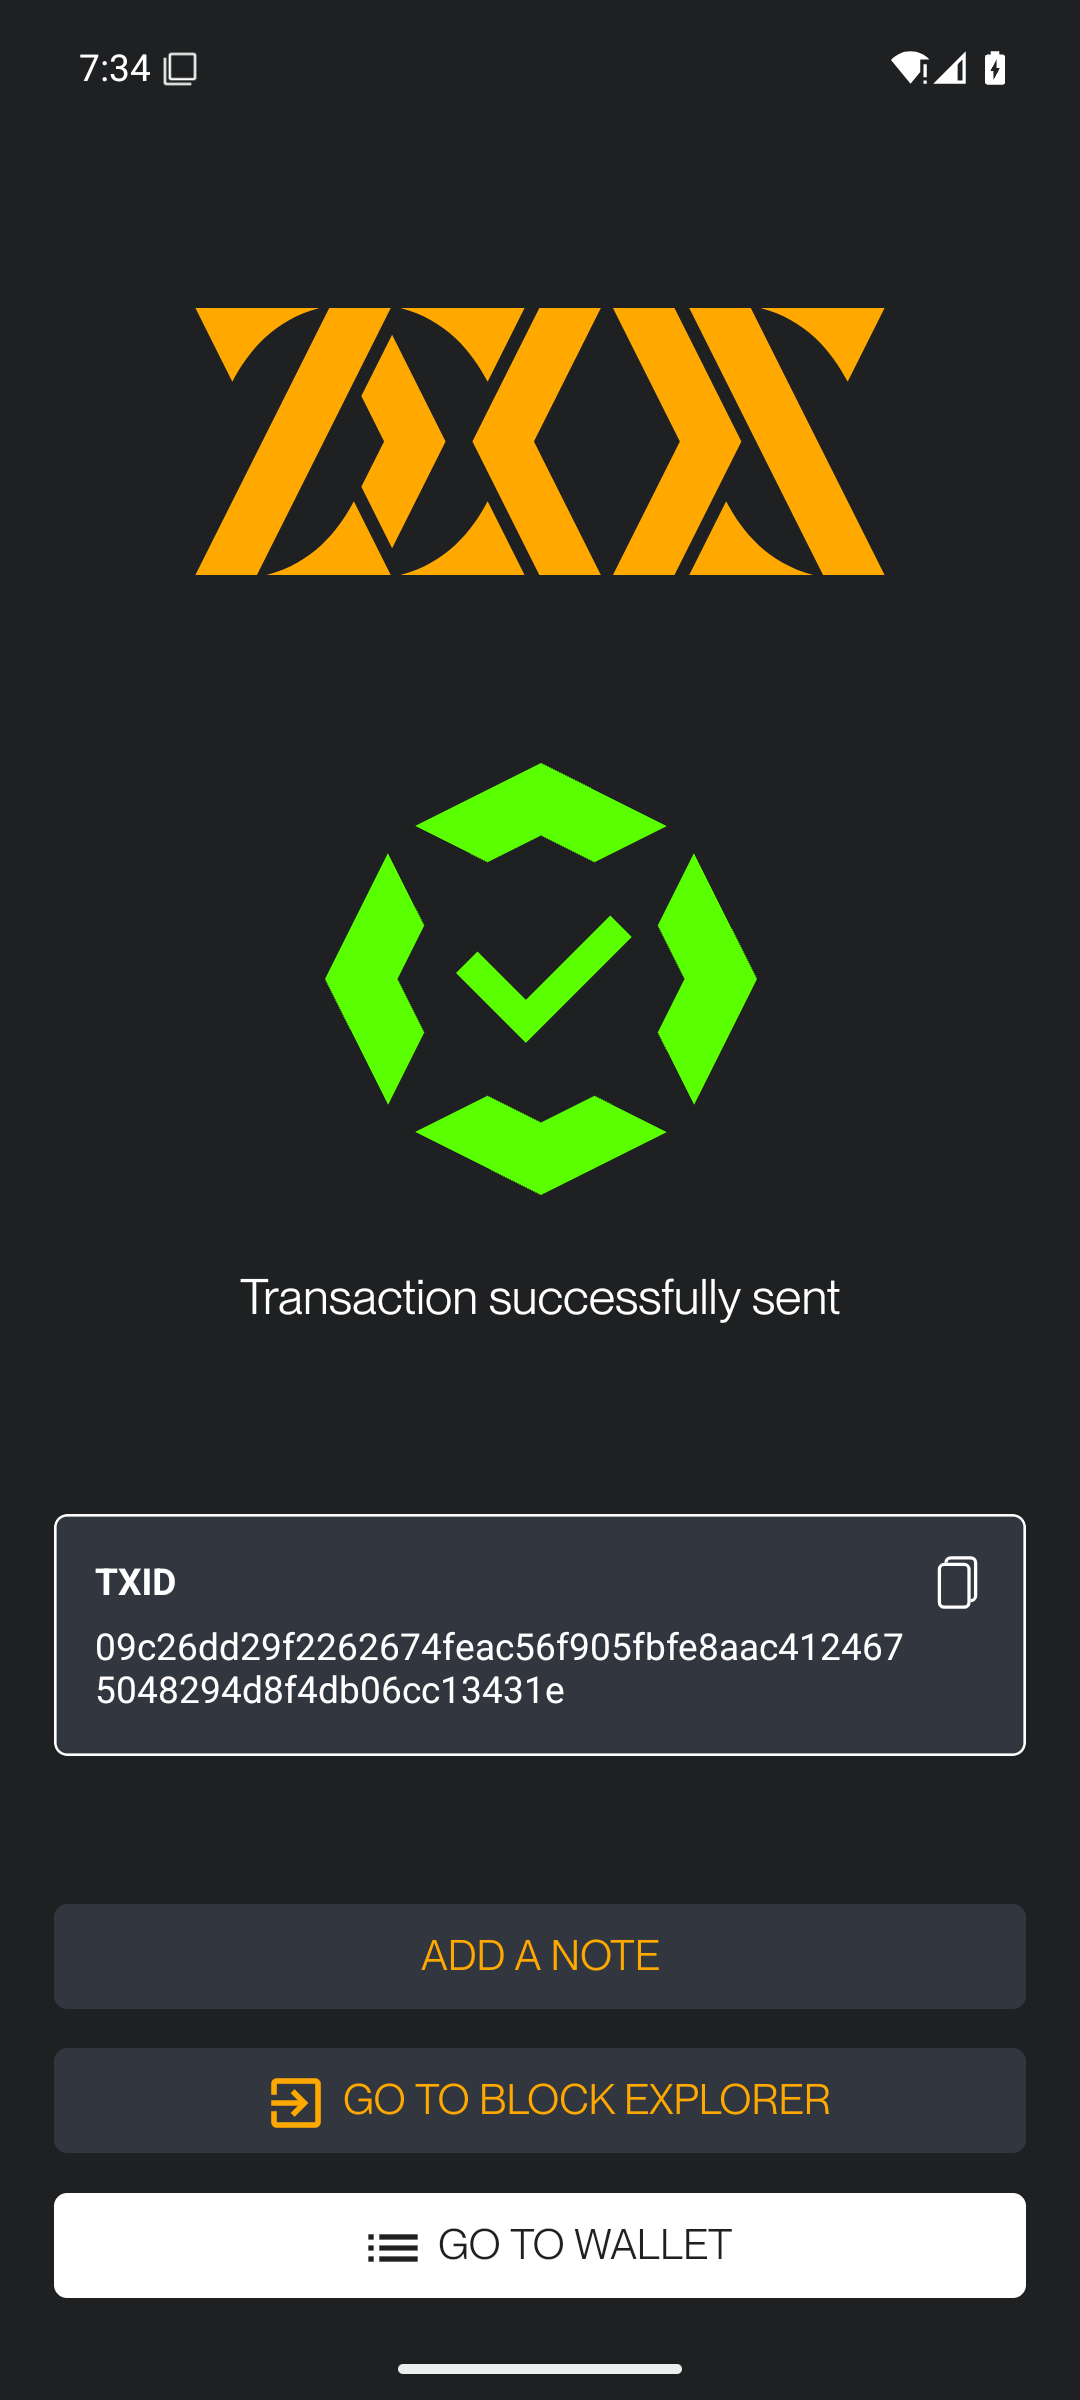 7:34
Transaction successfully sent
TXID
09c26dd29f2262674feac56f905fbfe8aac412467
5048294d8f4db06cc13431e
ADD A NOTE
GO TO BLOCK EXPLORER
GO TO WALLET